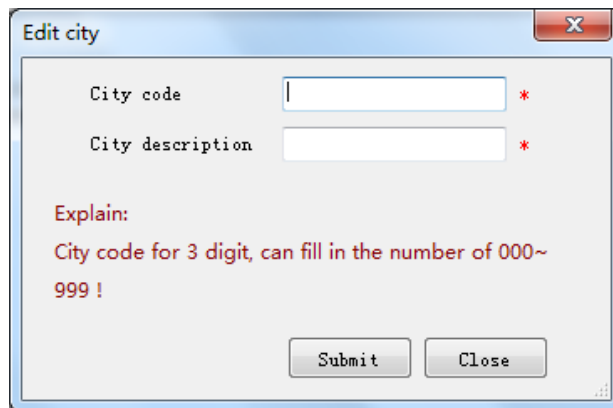 Edit city
City code *
City description *
Explain:
City code for 3 digit, can fill in the number of 000~
999 !
Submit Close